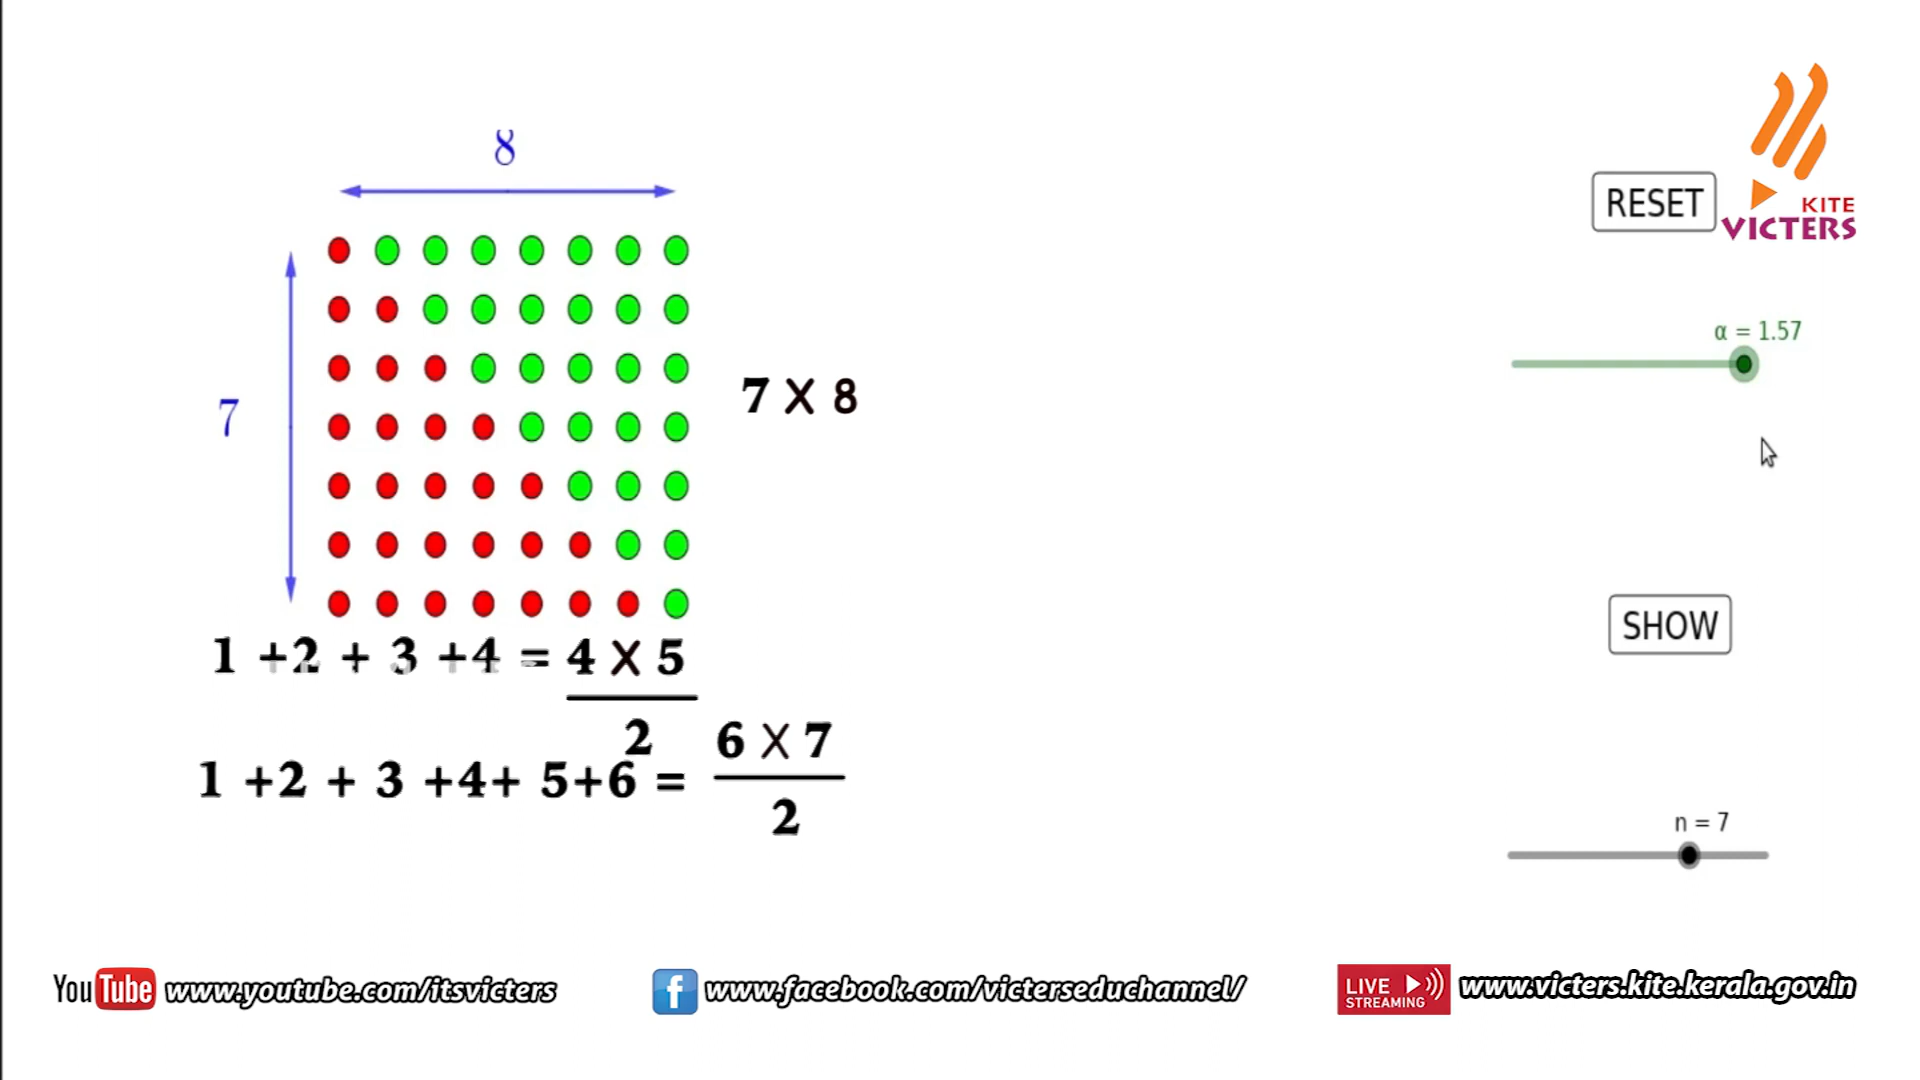 8
RESET
KITE
VICTERS
α = 1.57
7
7 X 8
SHOW
1 +2 + 3 +4 = 4 X 5
2
1 +2 + 3 +4+ 5+6 = 6 X 7
2
n = 7
You Tube www.youtube.com/itsvicters
f www.facebook.com/victerseduchannel/
LIVE STREAMING www.victers.kite.kerala.gov.in